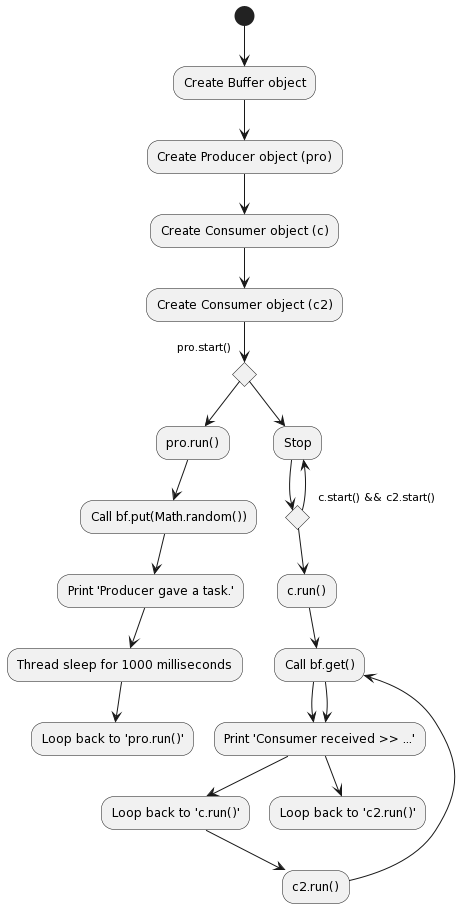 Create Buffer object
Create Producer object (pro)
Create Consumer object (c)
Create Consumer object (c2)
pro.start()
pro.run()
Stop
c.start() && c2.start()
Call bf.put(Math.random())
c.run()
Print 'Producer gave a task.'
Thread sleep for 1000 milliseconds
Call bf.get()
Loop back to 'pro.run()'
Print 'Consumer received >> ...'
Loop back to 'c.run()'
Loop back to 'c2.run()'
c2.run()